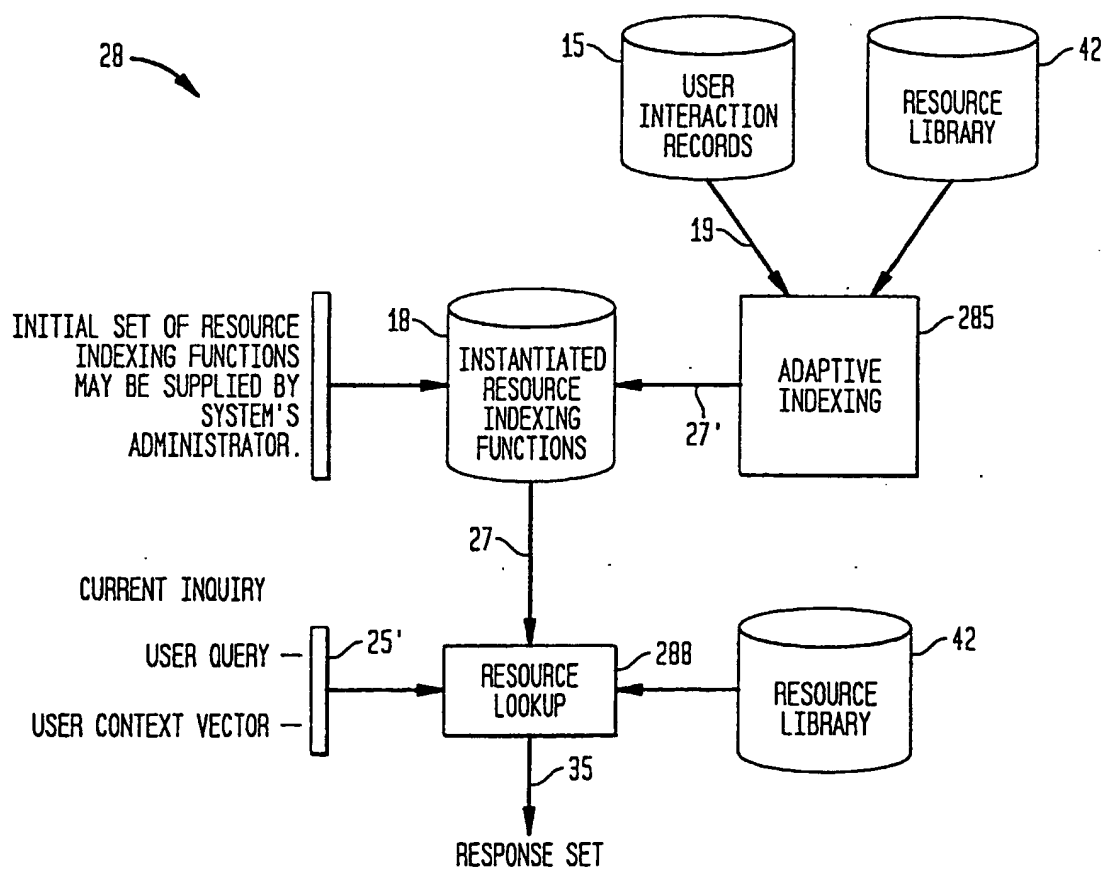 28
15
USER
INTERACTION
RECORDS
42
RESOURCE
LIBRARY
19
INITIAL SET OF RESOURCE
INDEXING FUNCTIONS
MAY BE SUPPLIED BY
SYSTEM'S
ADMINISTRATOR.
18
INSTANTIATED
RESOURCE
INDEXING
FUNCTIONS
27'
ADAPTIVE
INDEXING
285
27
CURRENT INQUIRY
USER QUERY
USER CONTEXT VECTOR
25'
RESOURCE
LOOKUP
288
RESOURCE
LIBRARY
42
35
RESPONSE SET